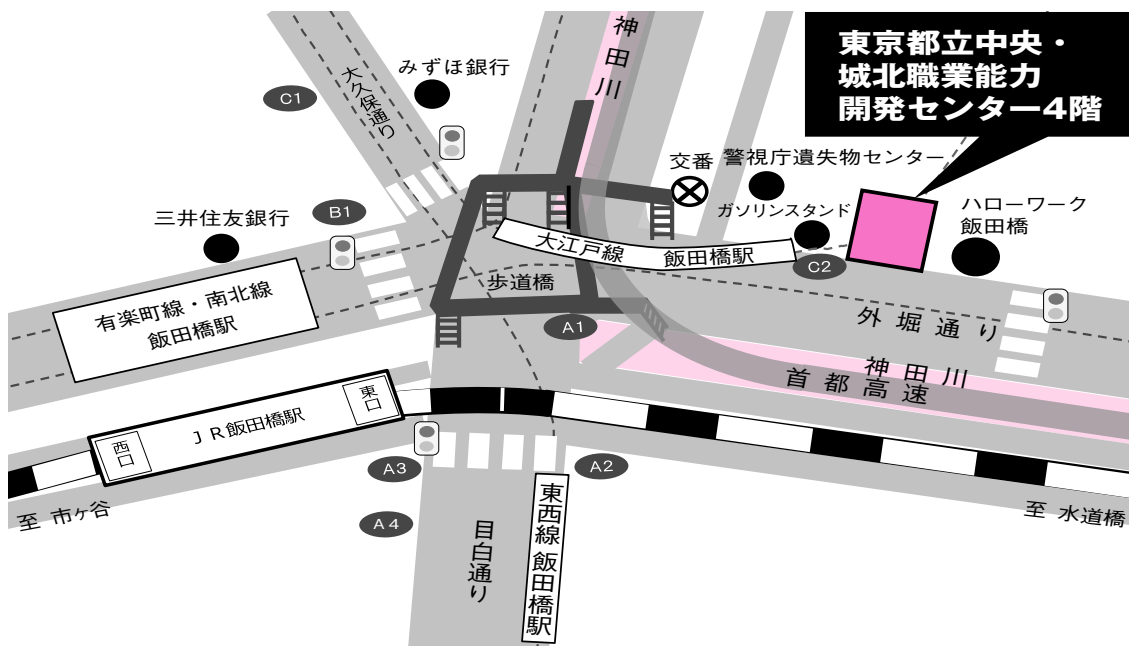 東京都立中央・
城北職業能力
開発センター4階
神田川
大久保通り
みずほ銀行
C1
交番
警視庁遺失物センター
ガソリンスタンド
ハローワーク
飯田橋
三井住友銀行
B1
大江戸線 飯田橋駅
C2
歩道橋
有楽町線・南北線
飯田橋駅
A1
外堀通り
神田川
首都高速
東口
JR飯田橋駅
西口
A3
A2
至 市ヶ谷
A4
目白通り
東西線 飯田橋駅
至 水道橋